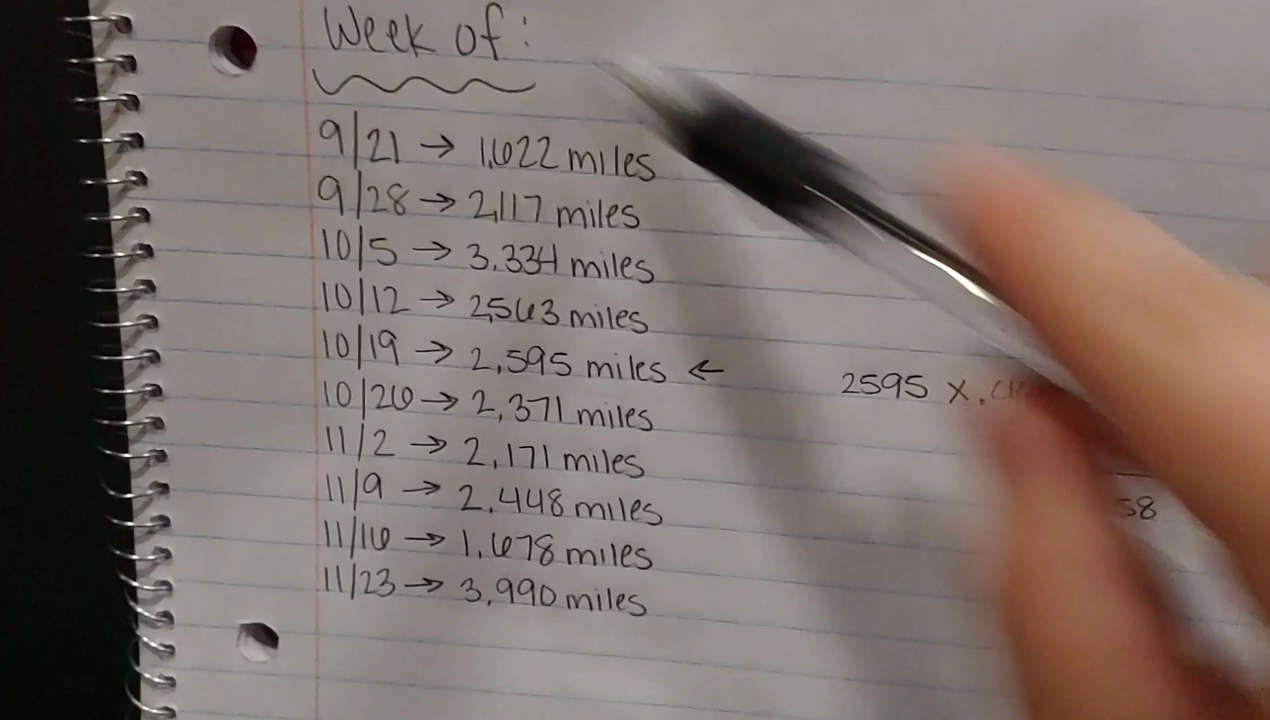 Week of:
9/21 → 1,622 miles
9/28 → 2,117 miles
10/5 → 3,334 miles
10/12 → 2,563 miles
10/19 → 2,595 miles ←
2595 x
10/26 → 2,371 miles
11/2 → 2,171 miles
11/9 → 2,448 miles
58
11/16 → 1,678 miles
11/23 → 3,990 miles